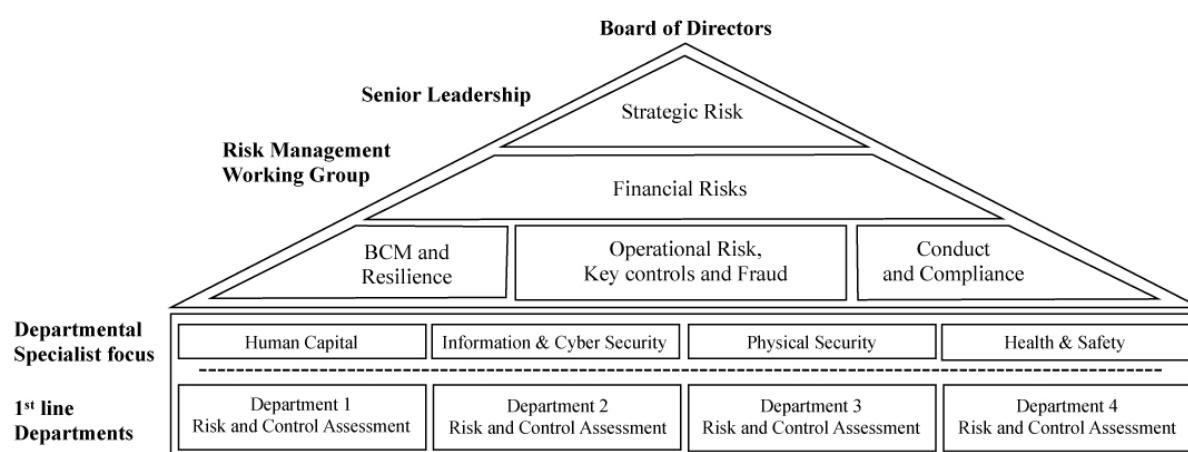 Board of Directors
Senior Leadership
Strategic Risk
Risk Management
Working Group
Financial Risks
BCM and
Resilience
Operational Risk,
Key controls and Fraud
Conduct
and Compliance
Departmental
Specialist focus
Human Capital
Information & Cyber Security
Physical Security
Health & Safety
1st line
Departments
Department 1
Risk and Control Assessment
Department 2
Risk and Control Assessment
Department 3
Risk and Control Assessment
Department 4
Risk and Control Assessment